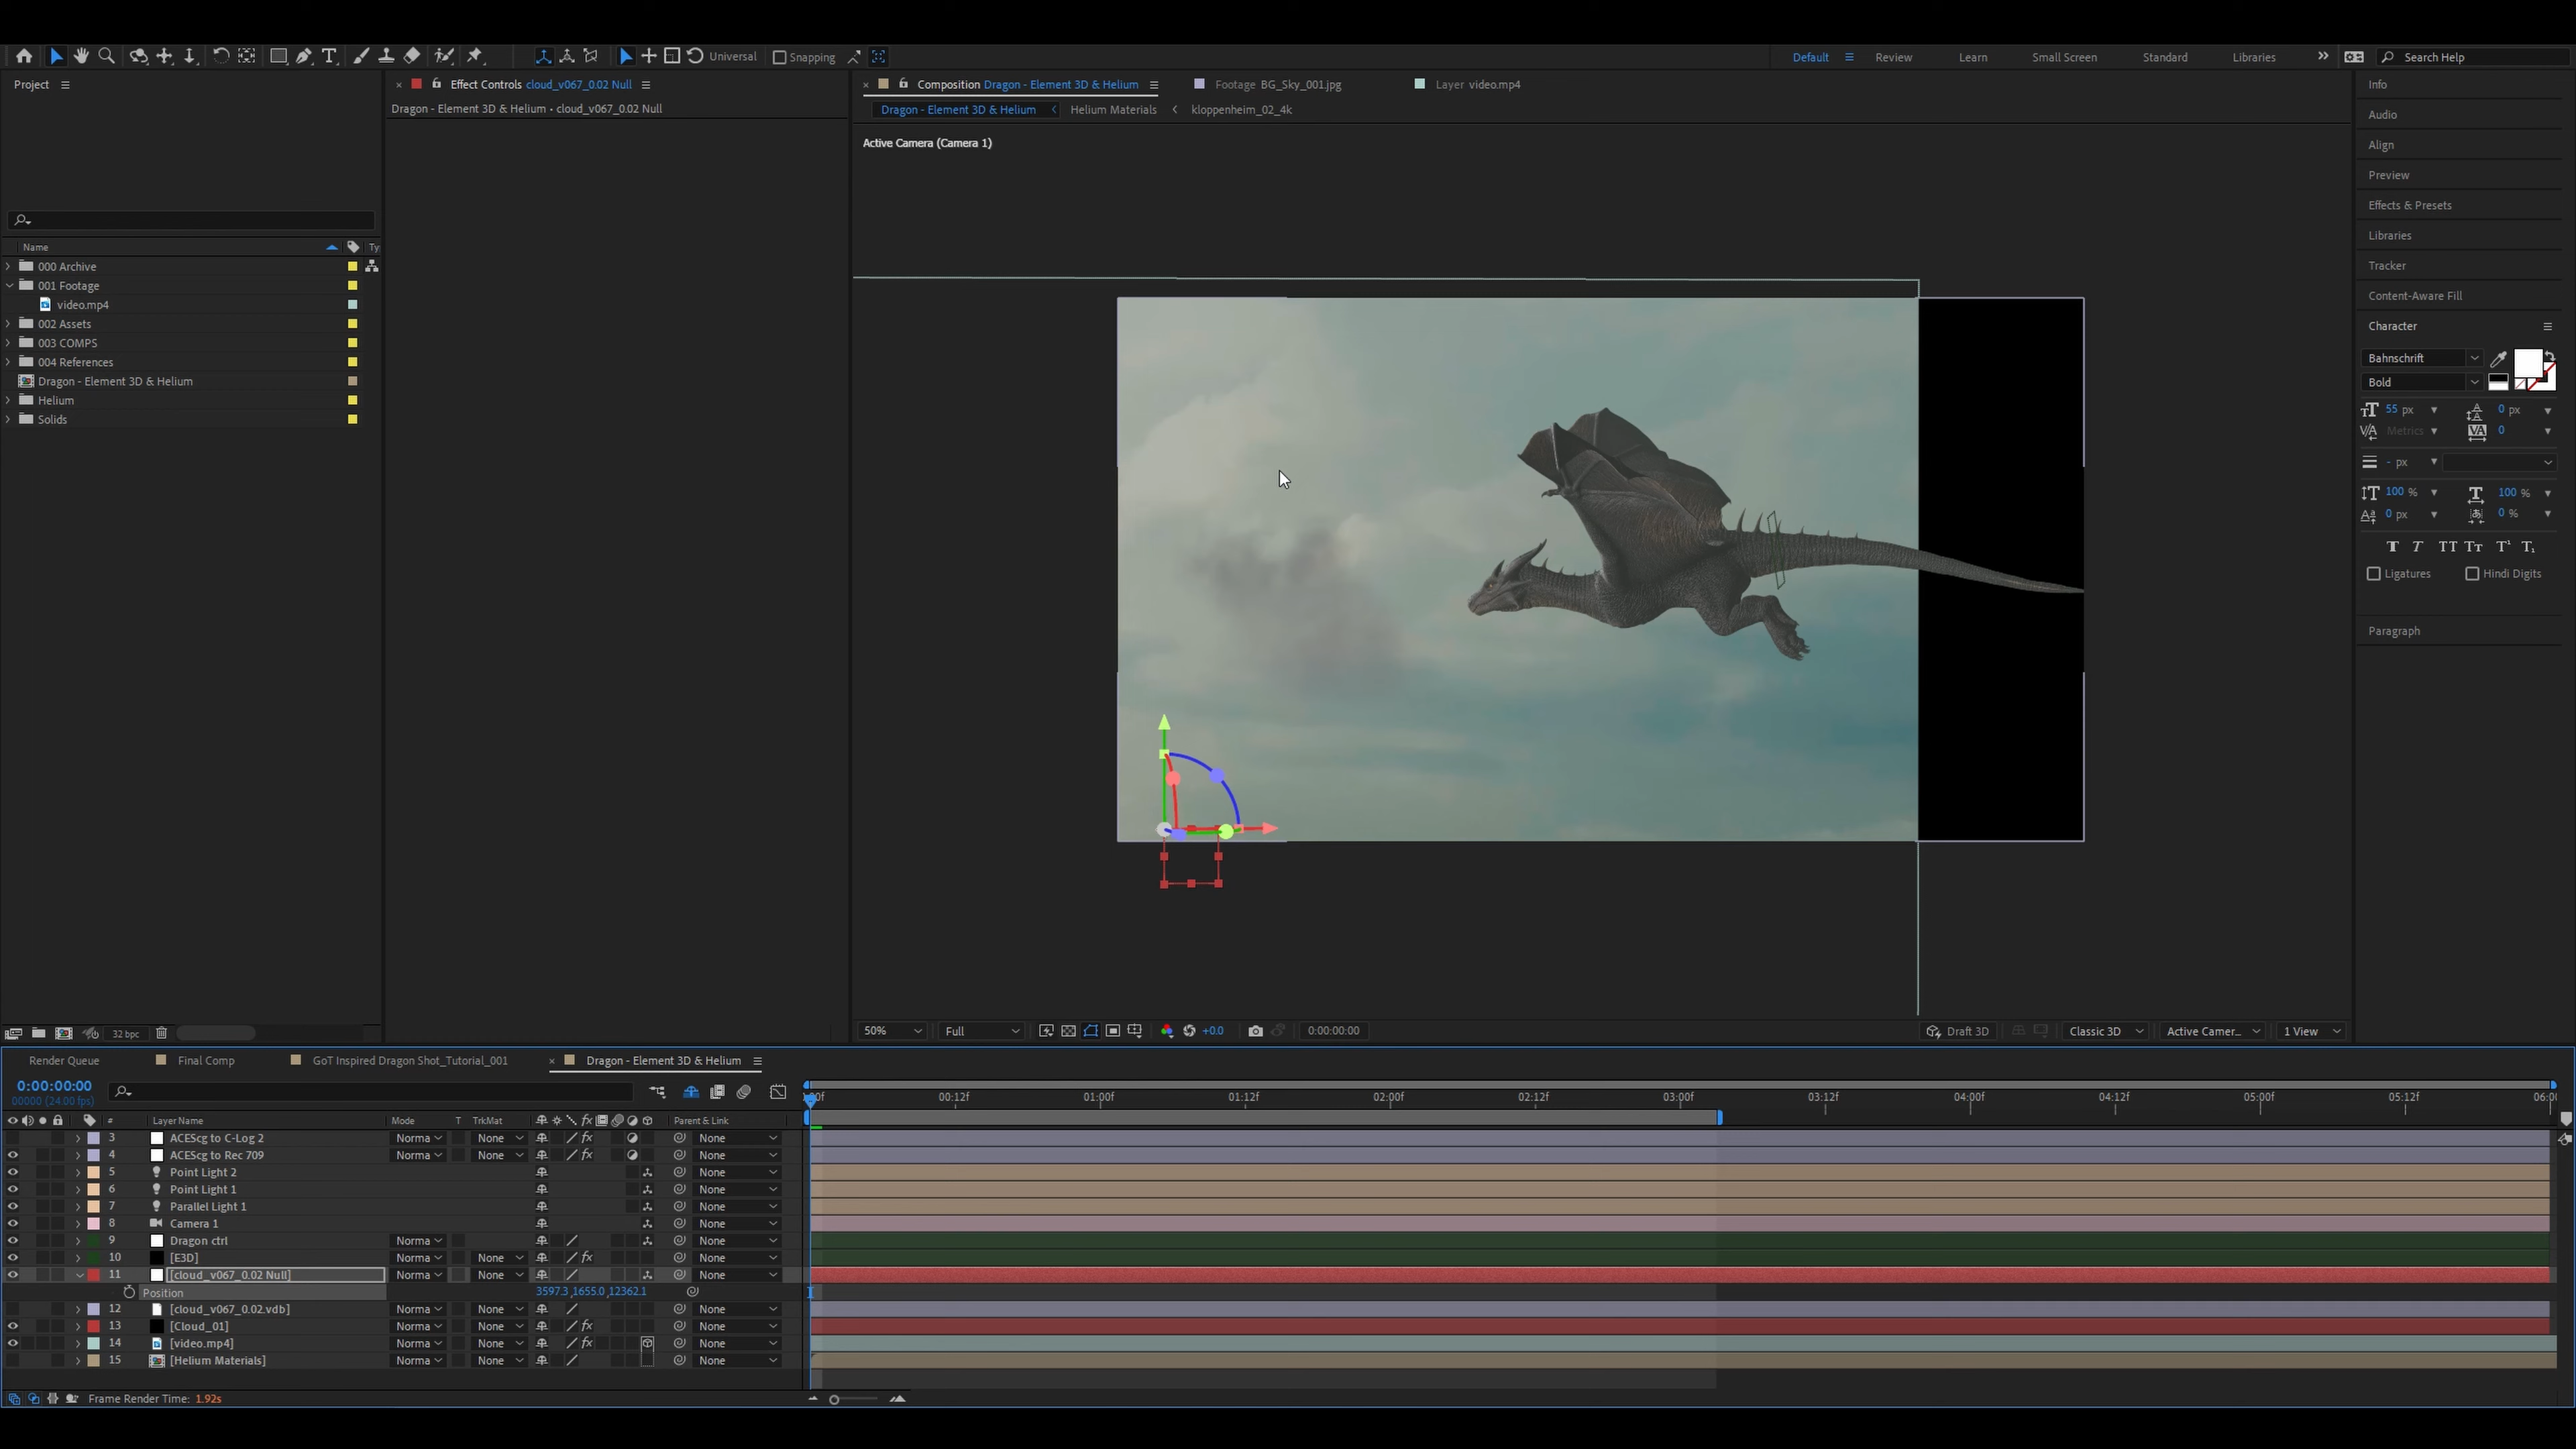 Universal
Snapping
Default
Review
Learn
Small Screen
Standard
Libraries
Search Help
Project
Effect Controls cloud_v067_0.02 Null
Composition Dragon - Element 3D & Helium
Footage BG_Sky_001.jpg
Layer video.mp4
Info
Dragon - Element 3D & Helium • cloud_v067_0.02 Null
Dragon - Element 3D & Helium
Helium Materials
kloppenheim_02_4k
Audio
Active Camera (Camera 1)
Align
Preview
Effects & Presets
Libraries
Tracker
Content-Aware Fill
Character
Bahnschrift
Bold
55 px
0 px
Metrics
0
- px
100 %
100 %
0 px
0 %
T T TT Tт T¹ T₁
Ligatures
Hindi Digits
Paragraph
Name
Ty
000 Archive
001 Footage
video.mp4
002 Assets
003 COMPS
004 References
Dragon - Element 3D & Helium
Helium
Solids
32 bpc
50%
Full
+0.0
0:00:00:00
Draft 3D
Classic 3D
Active Camer...
1 View
Render Queue
Final Comp
GoT Inspired Dragon Shot_Tutorial_001
Dragon - Element 3D & Helium
0:00:00:00
00000 (24.00 fps)
00:12f
01:00f
01:12f
02:00f
02:12f
03:00f
03:12f
04:00f
04:12f
05:00f
05:12f
# Layer Name Mode T TrkMat fx Parent & Link
3 ACEScg to C-Log 2 Norma None fx None
4 ACEScg to Rec 709 Norma None fx None
5 Point Light 2 None
6 Point Light 1 None
7 Parallel Light 1 None
8 Camera 1 None
9 Dragon ctrl Norma None
10 [E3D] Norma None fx None
11 [cloud_v067_0.02 Null] Norma None None
Position 3597.3,1655.0,12362.1
12 [cloud_v067_0.02.vdb] Norma None None
13 [Cloud_01] Norma None fx None
14 [video.mp4] Norma None fx None
15 [Helium Materials] Norma None None
Frame Render Time: 1.92s